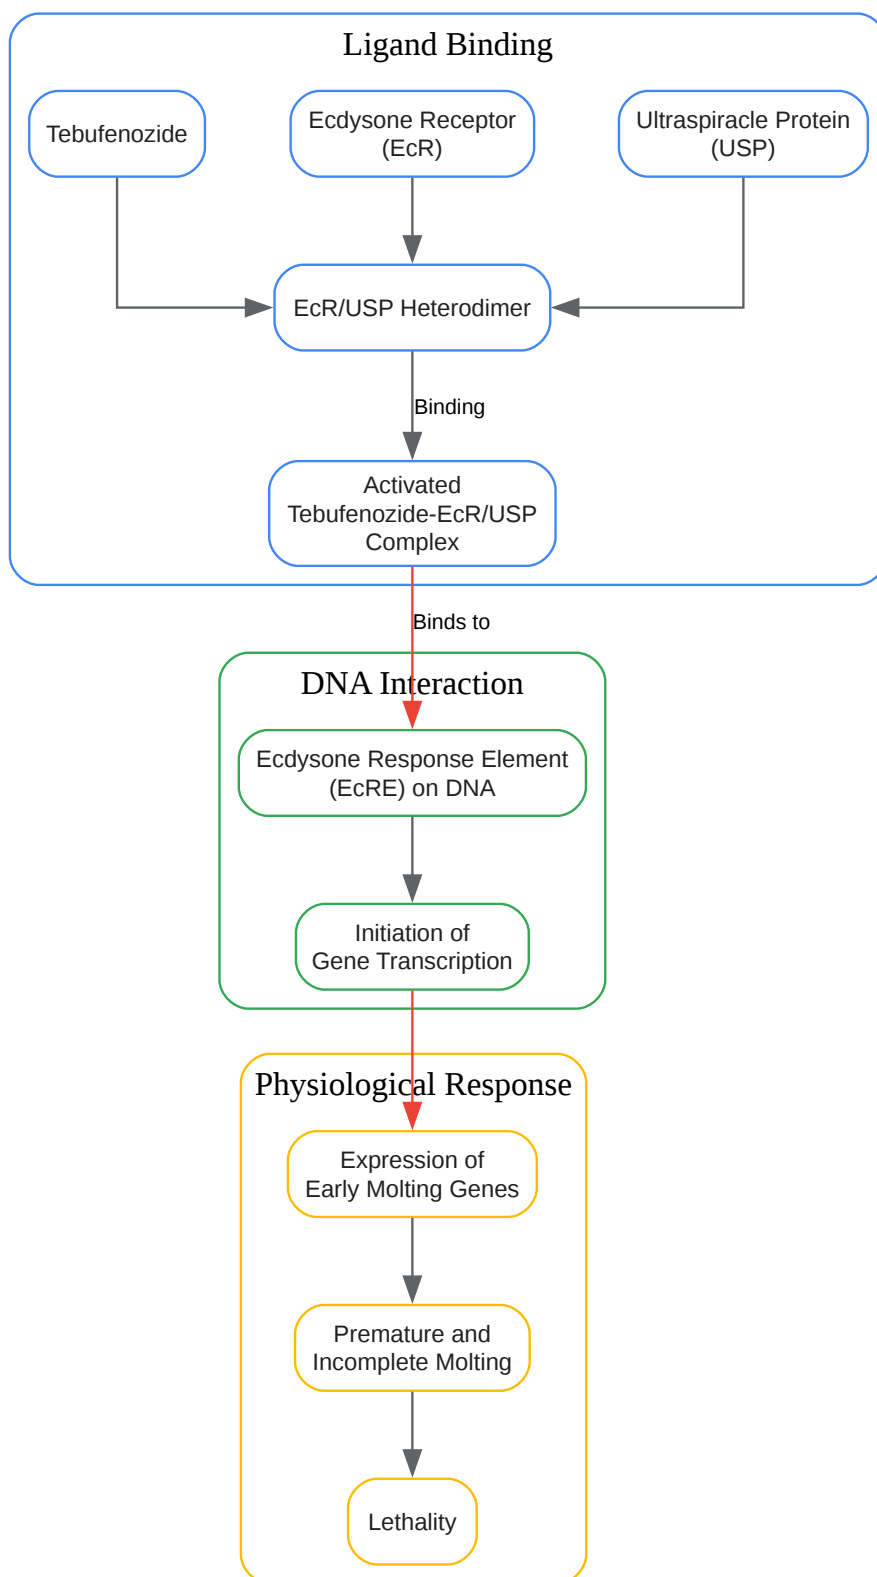 Ligand Binding
Tebufenozide
Ecdysone Receptor
(EcR)
Ultraspiracle Protein
(USP)
EcR/USP Heterodimer
Binding
Activated
Tebufenozide-EcR/USP
Complex
Binds to
DNA Interaction
Ecdysone Response Element
(EcRE) on DNA
Initiation of
Gene Transcription
Physiological Response
Expression of
Early Molting Genes
Premature and
Incomplete Molting
Lethality